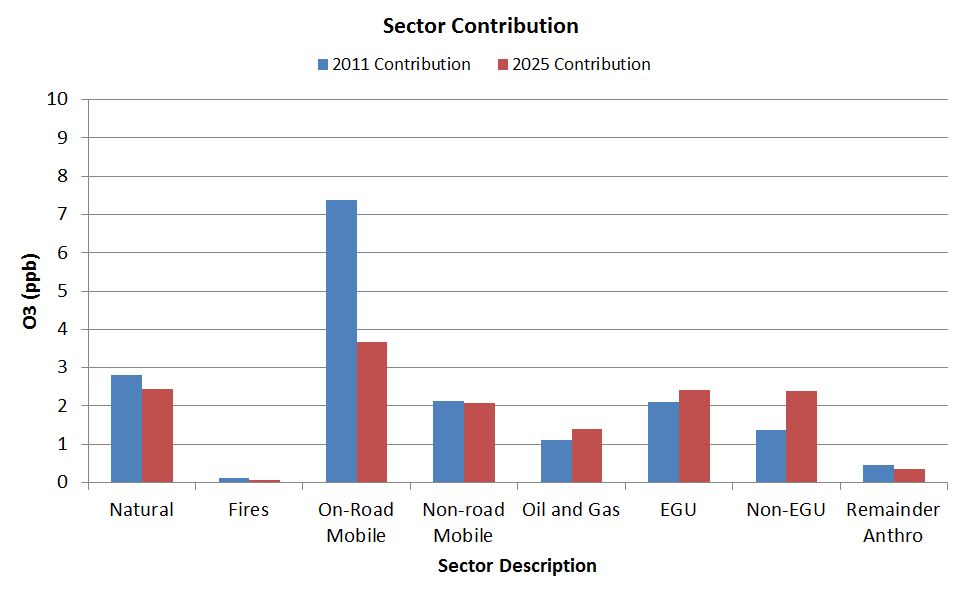 Sector Contribution
2011 Contribution 2025 Contribution
10
9
8
7
6
5
4
3
2
1
0
O3 (ppb)
Natural Fires On-Road Non-road Oil and Gas EGU Non-EGU Remainder
Mobile Mobile Anthro
Sector Description